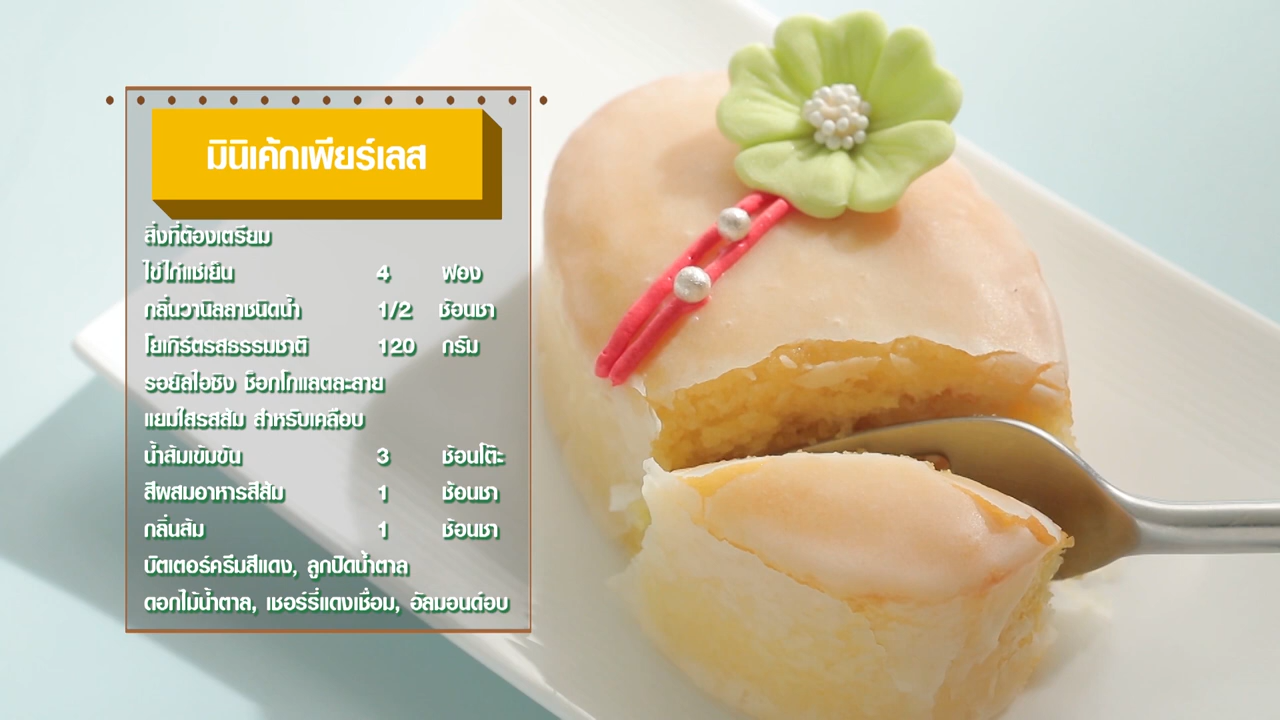 มินิเค้กเพียร์เลส
สิ่งที่ต้องเตรียม
ไข่ไก่แช่เย็น 4 ฟอง
กลิ่นวานิลลาชนิดน้ำ 1/2 ช้อนชา
โยเกิร์ตรสธรรมชาติ 120 กรัม
รอยัลไอซิง ช็อกโกแลตละลาย
แยมใสรสส้ม สำหรับเคลือบ
น้ำส้มเข้มข้น 3 ช้อนโต๊ะ
สีผสมอาหารสีส้ม 1 ช้อนชา
กลิ่นส้ม 1 ช้อนชา
บัตเตอร์ครีมสีแดง, ลูกปัดน้ำตาล
ดอกไม้น้ำตาล, เชอร์รี่แดงเชื่อม, อัลมอนด์อบ